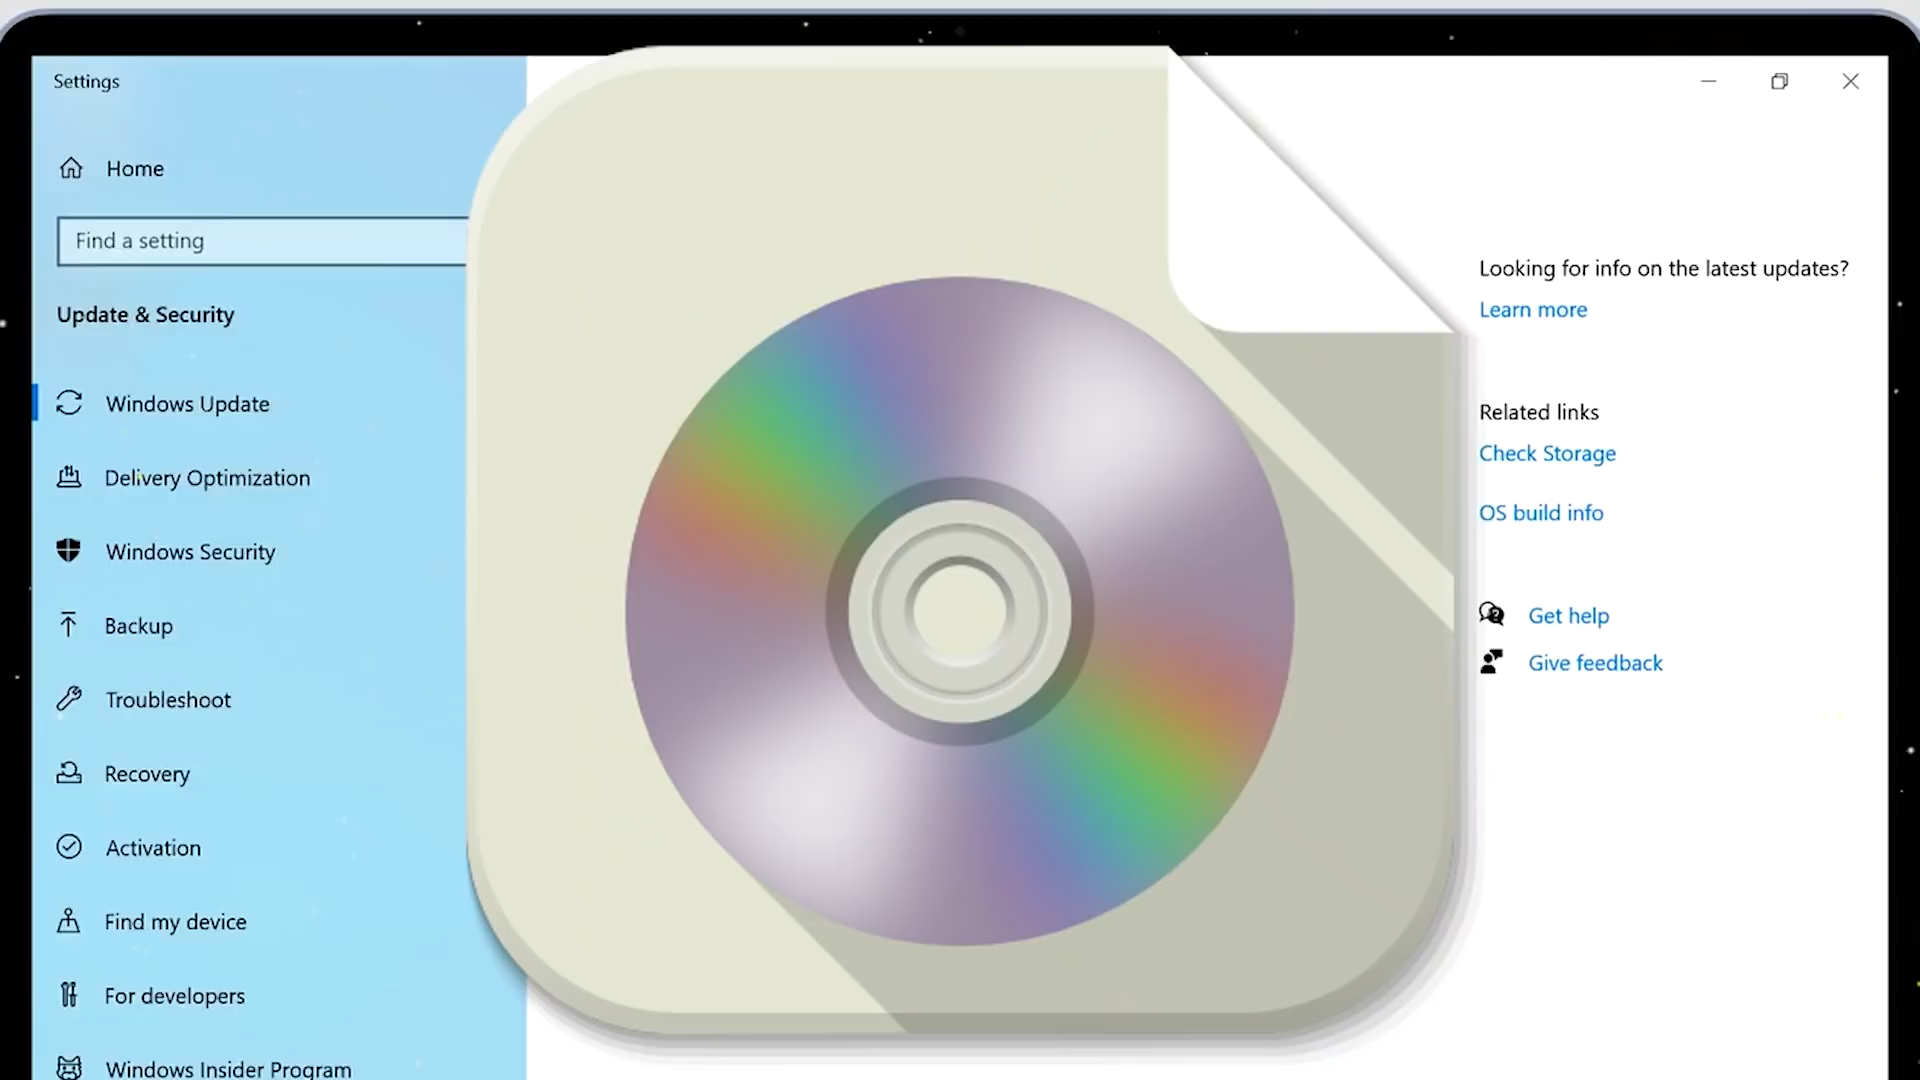 Settings
Home
Find a setting
Update & Security
Windows Update
Delivery Optimization
Windows Security
Backup
Troubleshoot
Recovery
Activation
Find my device
For developers
Windows Insider Program
Looking for info on the latest updates?
Learn more
Related links
Check Storage
OS build info
Get help
Give feedback